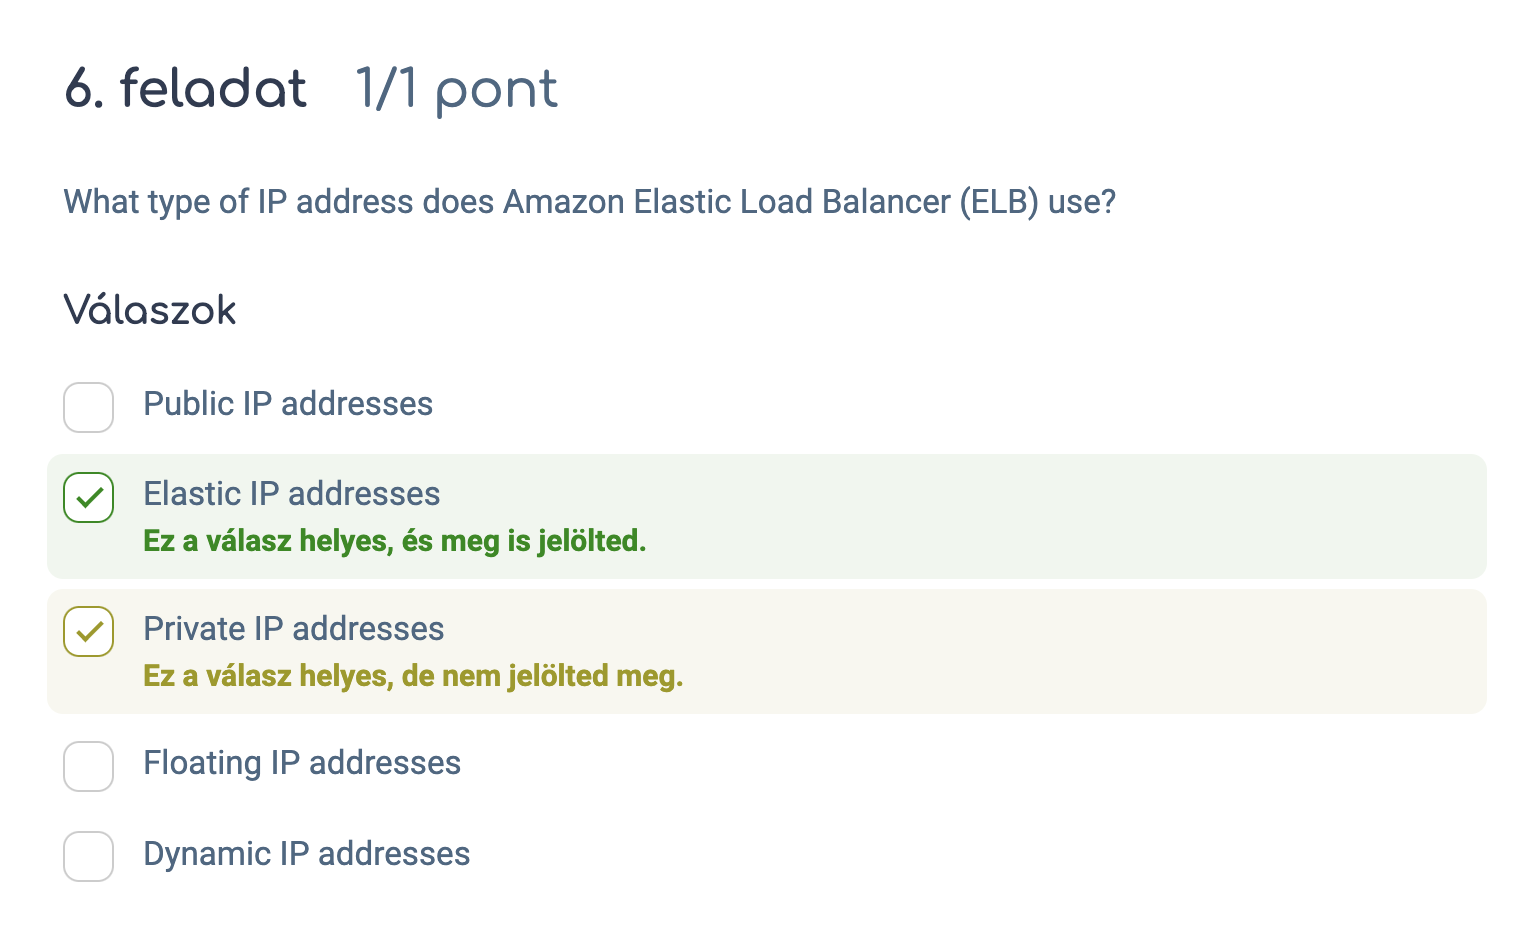 6. feladat 1/1 pont
What type of IP address does Amazon Elastic Load Balancer (ELB) use?
Válaszok
Public IP addresses
Elastic IP addresses
Ez a válasz helyes, és meg is jelölted.
Private IP addresses
Ez a válasz helyes, de nem jelölted meg.
Floating IP addresses
Dynamic IP addresses